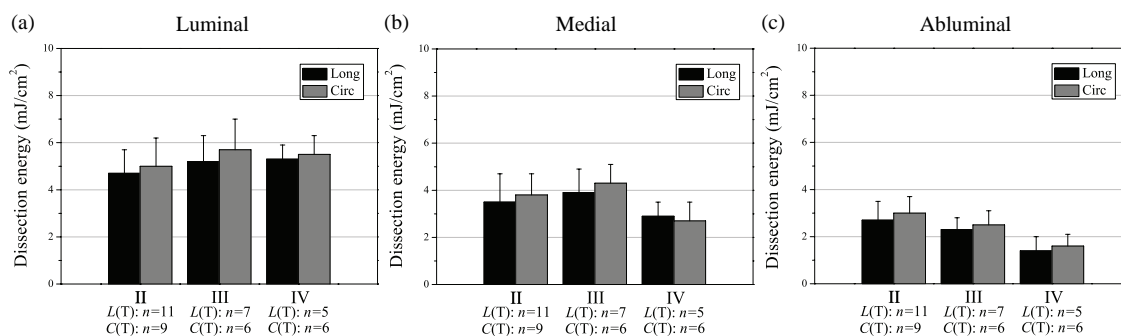 (a) Luminal
Dissection energy (mJ/cm²)
10
8
6
4
2
0
Long
Circ
II III IV
L(T): n=11 L(T): n=7 L(T): n=5
C(T): n=9 C(T): n=6 C(T): n=6
(b) Medial
Dissection energy (mJ/cm²)
10
8
6
4
2
0
Long
Circ
II III IV
L(T): n=11 L(T): n=7 L(T): n=5
C(T): n=9 C(T): n=6 C(T): n=6
(c) Abluminal
Dissection energy (mJ/cm²)
10
8
6
4
2
0
Long
Circ
II III IV
L(T): n=11 L(T): n=7 L(T): n=5
C(T): n=9 C(T): n=6 C(T): n=6